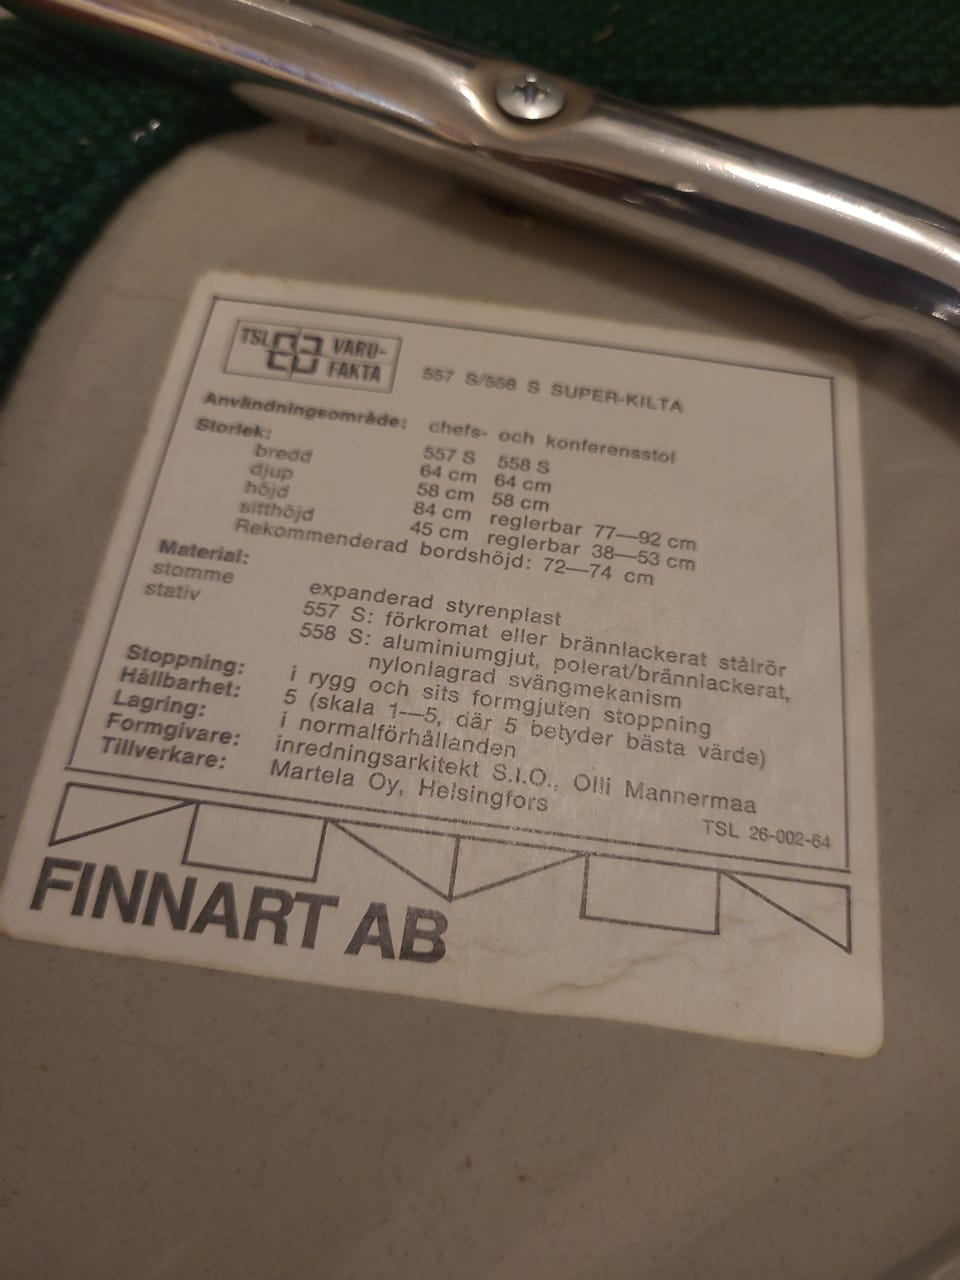 TSL VARU-
FAKTA
557 S/558 S SUPER-KILTA
Användningsområde: chefs- och konferensstol
Storlek: 557 S 558 S
bredd 64 cm 64 cm
djup 58 cm 58 cm
höjd 84 cm reglerbar 77—92 cm
sitthöjd 45 cm reglerbar 38—53 cm
Rekommenderad bordshöjd: 72—74 cm
Material:
stomme expanderad styrenplast
stativ 557 S: förkromat eller brännlackerat stålrör
558 S: aluminiumgjut, polerat/brännlackerat,
nylonlagrad svängmekanism
Stoppning: i rygg och sits formgjuten stoppning
Hållbarhet: 5 (skala 1—5, där 5 betyder bästa värde)
Lagring: i normalförhållanden
Formgivare: inredningsarkitekt S.I.O., Olli Mannermaa
Tillverkare: Martela Oy, Helsingfors
TSL 26-002-64
FINNART AB